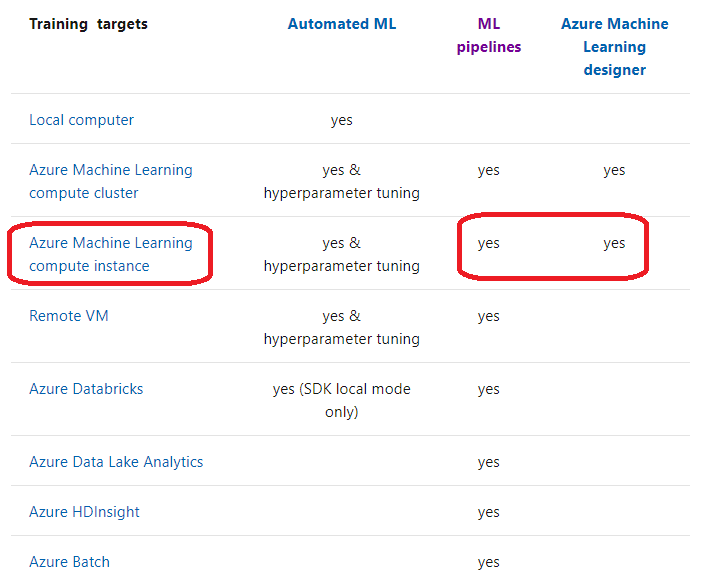 Training targets Automated ML ML pipelines Azure Machine Learning designer
Local computer yes
Azure Machine Learning compute cluster yes & hyperparameter tuning yes yes
Azure Machine Learning compute instance yes & hyperparameter tuning yes yes
Remote VM yes & hyperparameter tuning yes
Azure Databricks yes (SDK local mode only) yes
Azure Data Lake Analytics yes
Azure HDInsight yes
Azure Batch yes